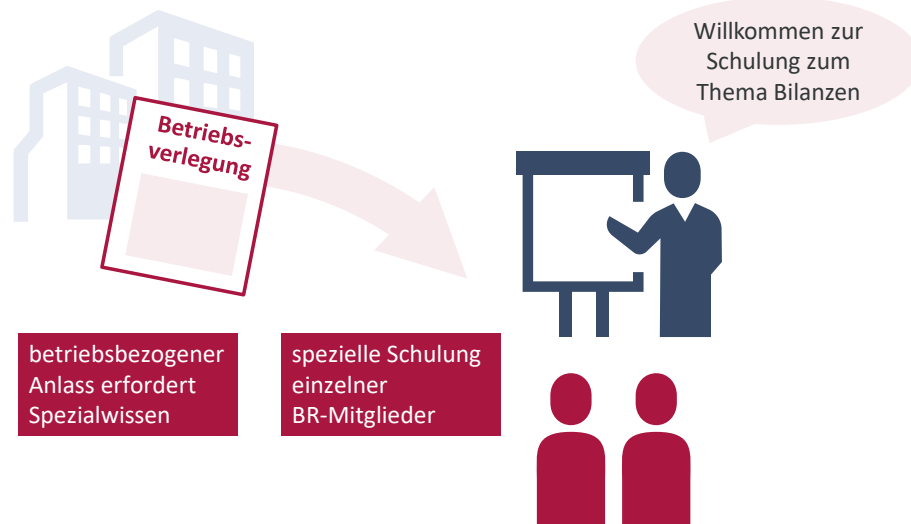 Willkommen zur
Schulung zum
Thema Bilanzen
Betriebs-
verlegung
betriebsbezogener
Anlass erfordert
Spezialwissen
spezielle Schulung
einzelner
BR-Mitglieder